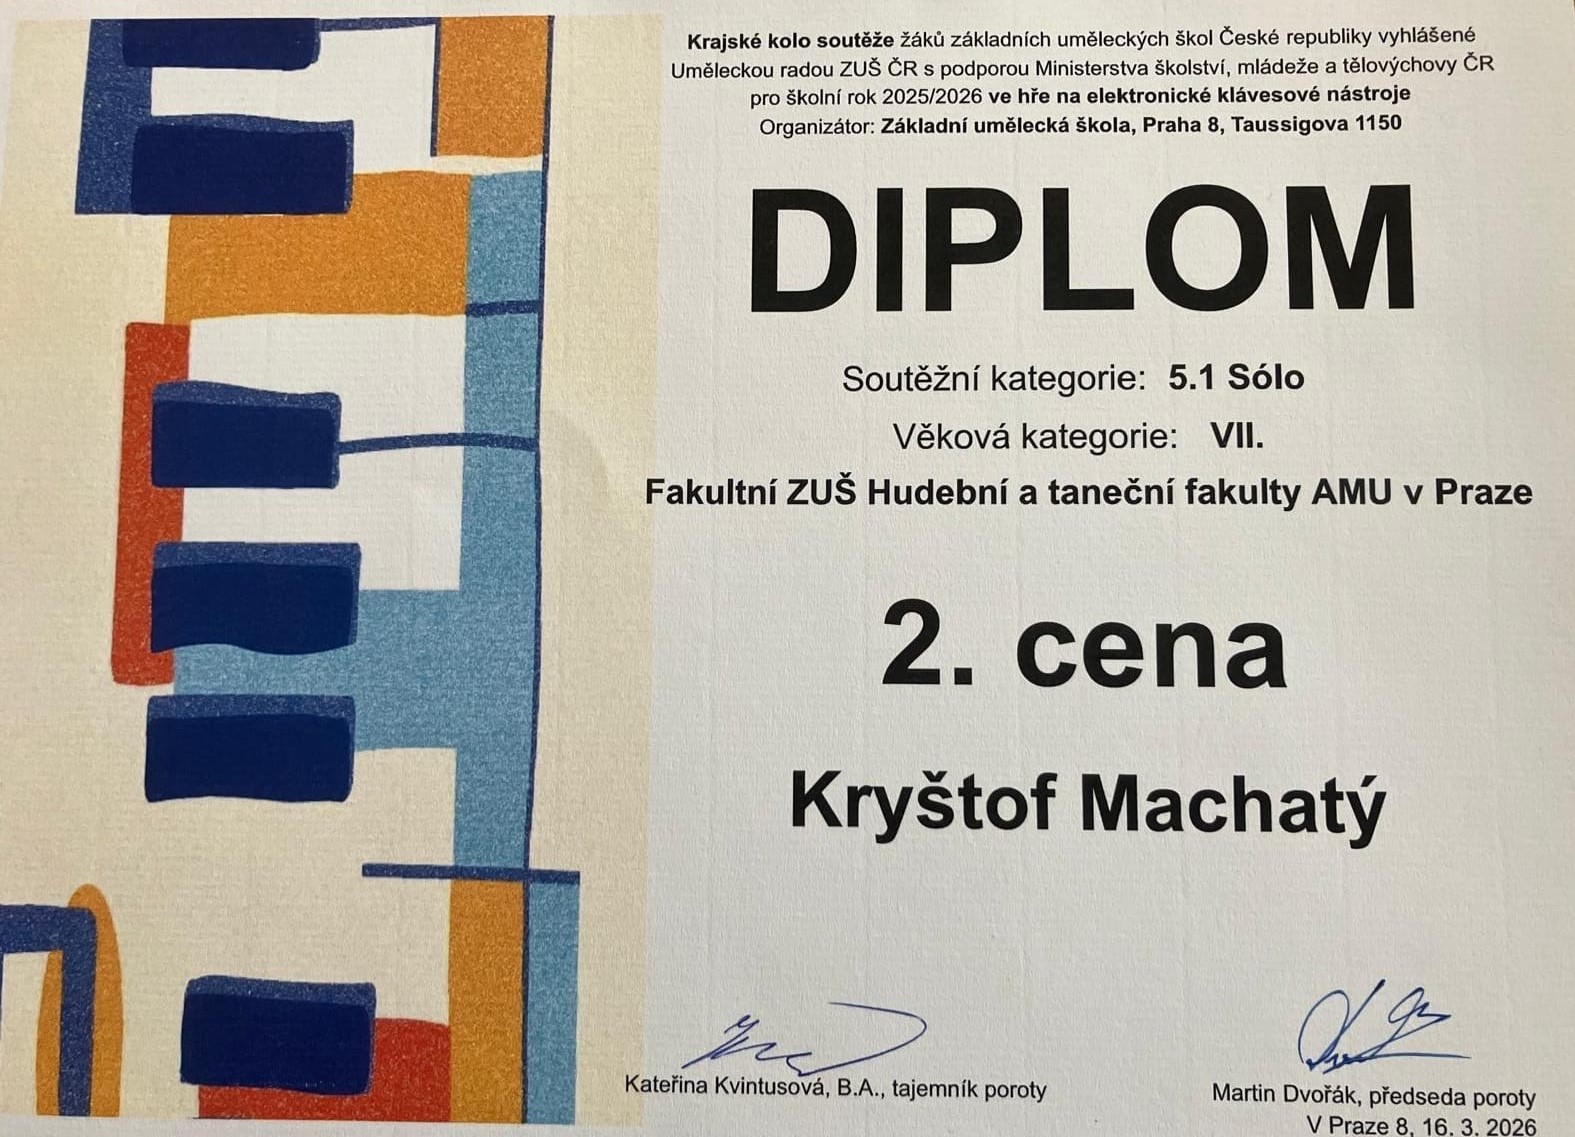 Krajské kolo soutěže žáků základních uměleckých škol České republiky vyhlášené
Uměleckou radou ZUŠ ČR s podporou Ministerstva školství, mládeže a tělovýchovy ČR
pro školní rok 2025/2026 ve hře na elektronické klávesové nástroje
Organizátor: Základní umělecká škola, Praha 8, Taussigova 1150
DIPLOM
Soutěžní kategorie: 5.1 Sólo
Věková kategorie: VII.
Fakultní ZUŠ Hudební a taneční fakulty AMU v Praze
2. cena
Kryštof Machatý
Kateřina Kvintusová, B.A., tajemník poroty
Martin Dvořák, předseda poroty
V Praze 8, 16. 3. 2026